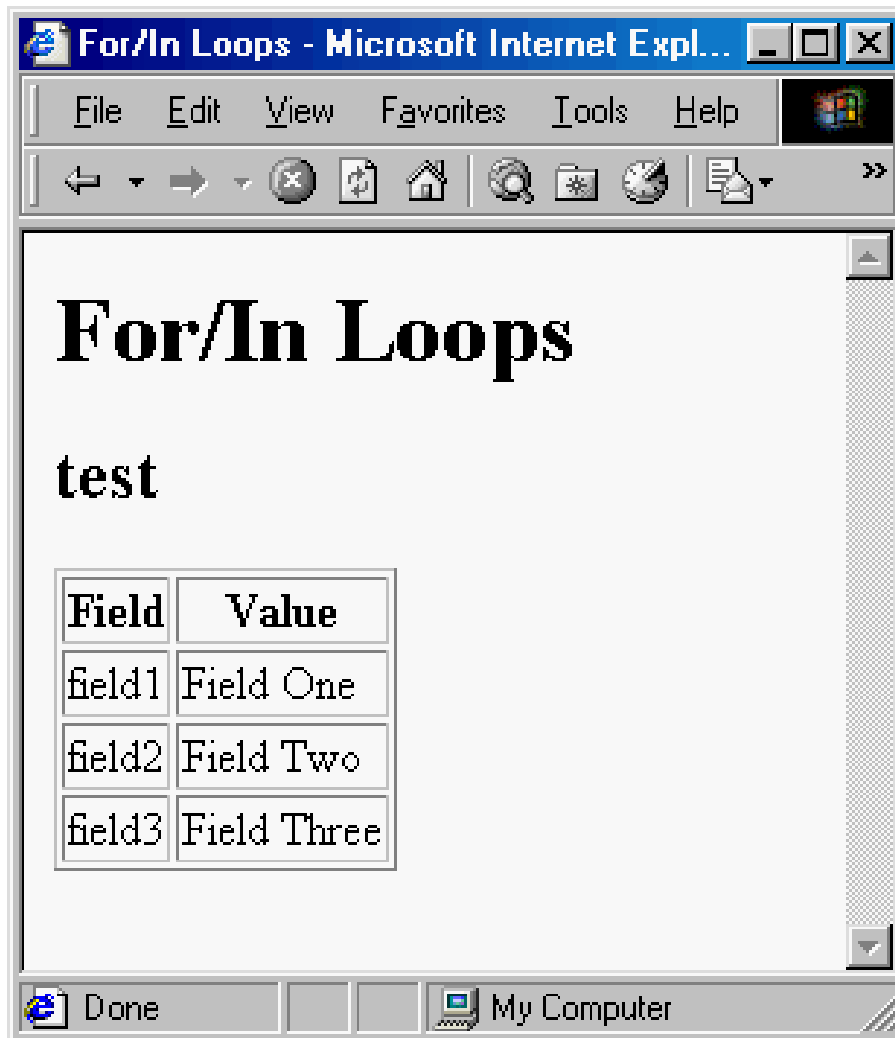 For/In Loops - Microsoft Internet Expl...
File Edit View Favorites Tools Help
For/In Loops
test
Field Value
field1 Field One
field2 Field Two
field3 Field Three
Done My Computer